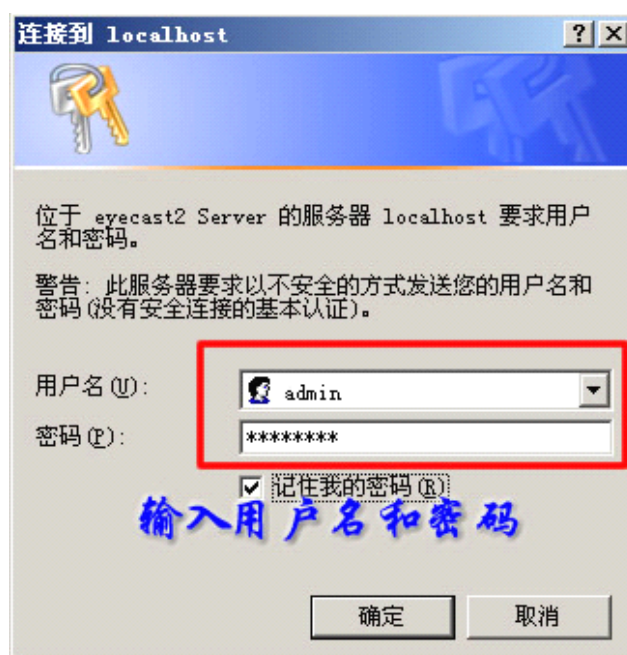 连接到 localhost
位于 eyecast2 Server 的服务器 localhost 要求用户
名和密码。
警告: 此服务器要求以不安全的方式发送您的用户名和
密码(没有安全连接的基本认证)。
用户名(U):
admin
密码(P):
********
记住我的密码(R)
输入用户名和密码
确定
取消